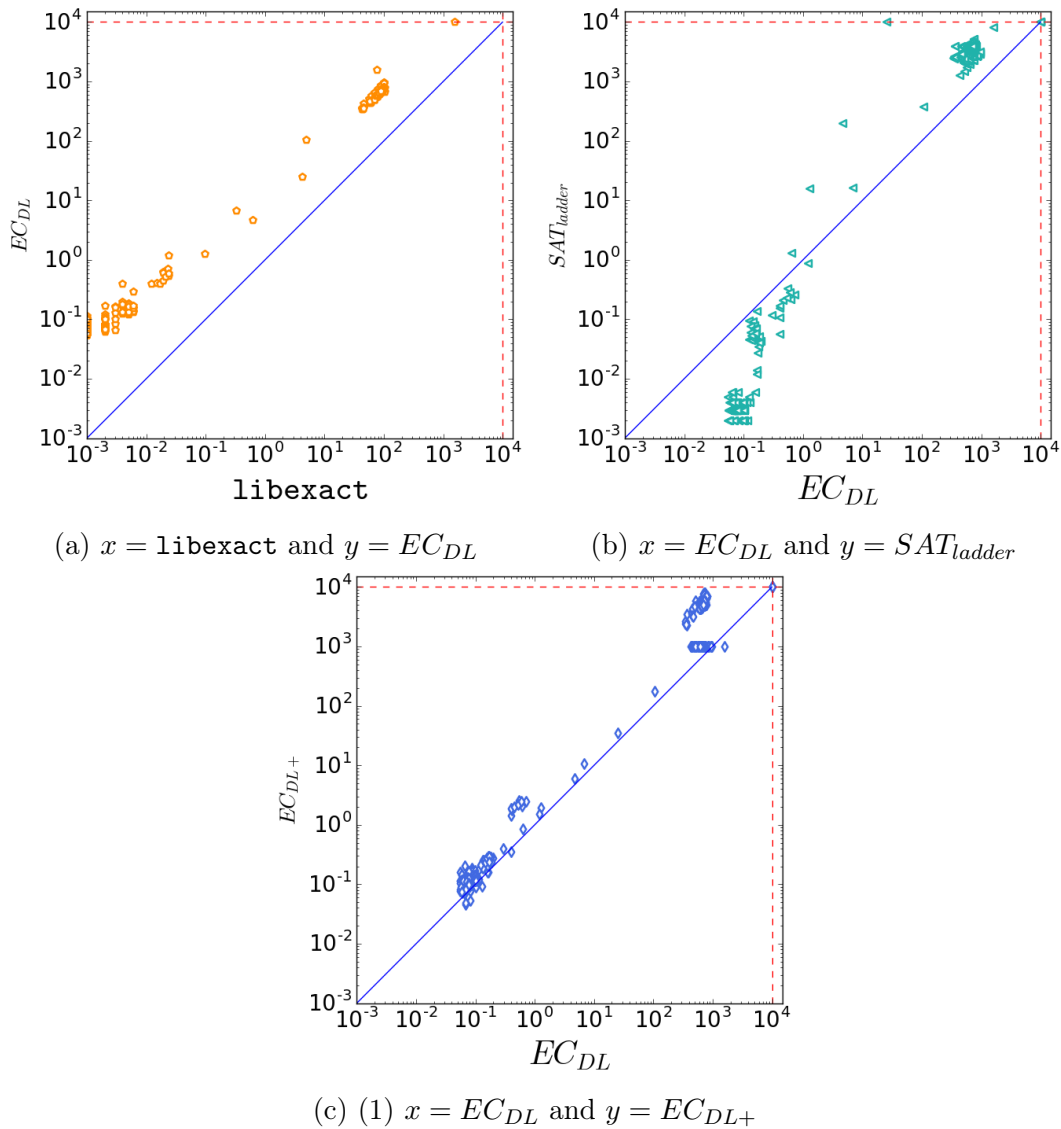 10^4
10^3
10^2
10^1
10^0
10^-1
10^-2
10^-3
EC_DL
10^-3 10^-2 10^-1 10^0 10^1 10^2 10^3 10^4
libexact
(a) x = libexact and y = EC_DL
10^4
10^3
10^2
10^1
10^0
10^-1
10^-2
10^-3
SAT_ladder
10^-3 10^-2 10^-1 10^0 10^1 10^2 10^3 10^4
EC_DL
(b) x = EC_DL and y = SAT_ladder
10^4
10^3
10^2
10^1
10^0
10^-1
10^-2
10^-3
EC_DL+
10^-3 10^-2 10^-1 10^0 10^1 10^2 10^3 10^4
EC_DL
(c) (1) x = EC_DL and y = EC_DL+